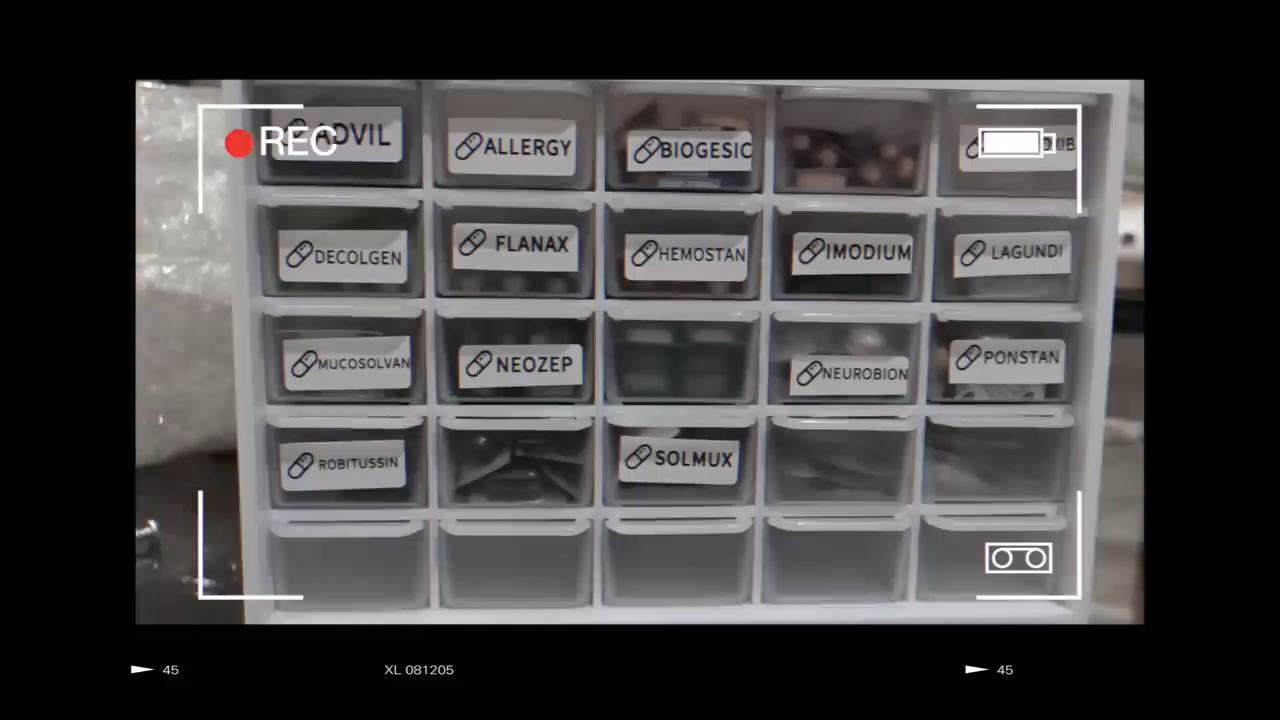 REC
ADVIL
ALLERGY
BIOGESIC
DECOLGEN
FLANAX
HEMOSTAN
IMODIUM
LAGUNDI
MUCOSOLVAN
NEOZEP
NEUROBION
PONSTAN
ROBITUSSIN
SOLMUX
45
XL 081205
45